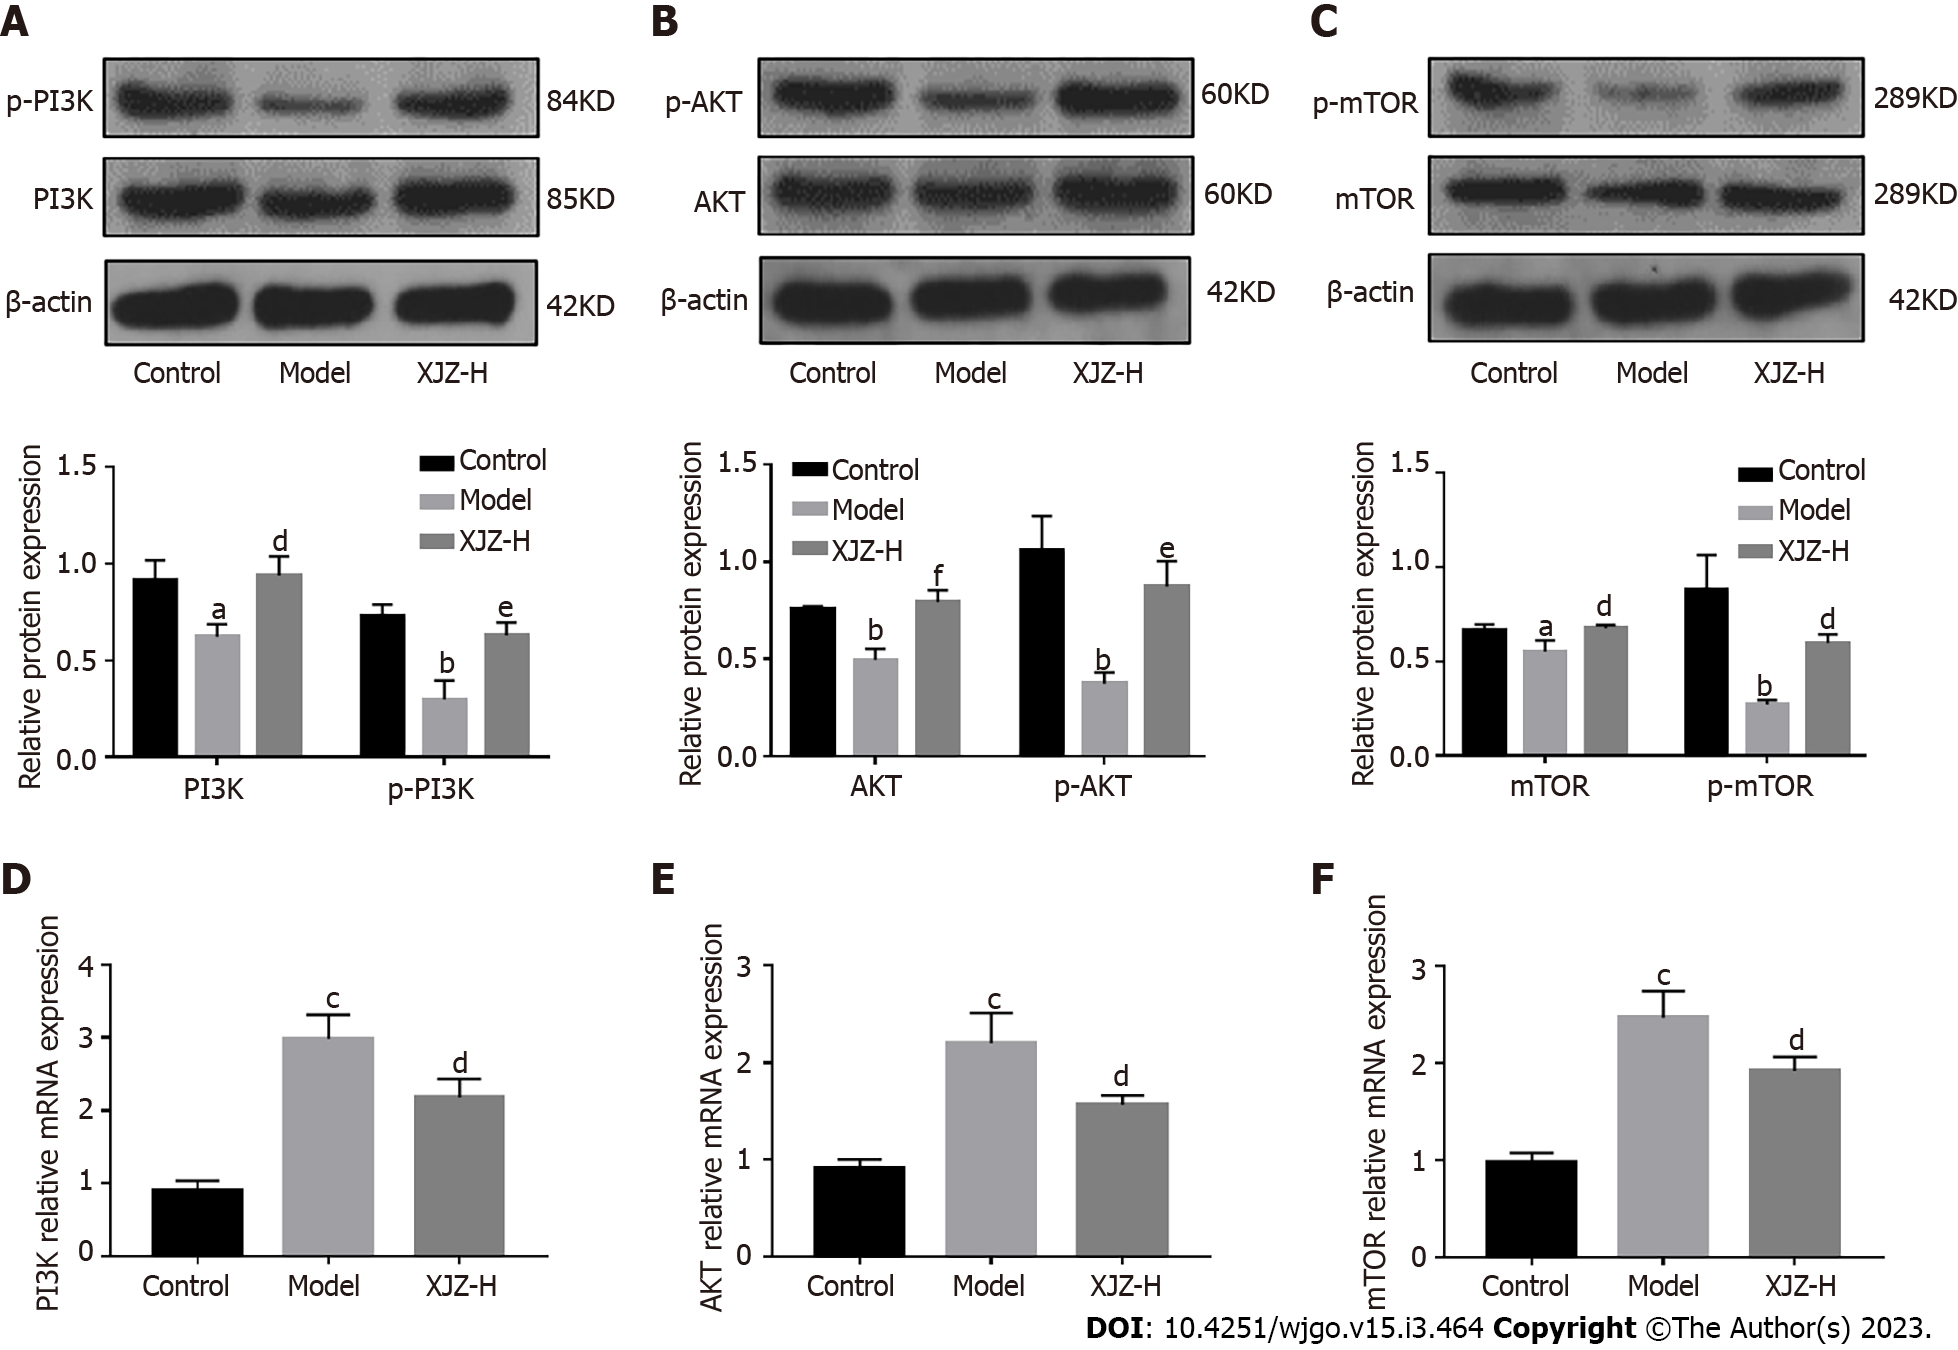 A
p-PI3K 84KD
PI3K 85KD
β-actin 42KD
Control Model XJZ-H
Relative protein expression
1.5
1.0
0.5
0.0
Control
Model
XJZ-H
a
d
b
e
PI3K p-PI3K
B
p-AKT 60KD
AKT 60KD
β-actin 42KD
Control Model XJZ-H
Relative protein expression
1.5
1.0
0.5
0.0
Control
Model
XJZ-H
b
f
b
e
AKT p-AKT
C
p-mTOR 289KD
mTOR 289KD
β-actin 42KD
Control Model XJZ-H
Relative protein expression
1.5
1.0
0.5
0.0
Control
Model
XJZ-H
a
d
b
d
mTOR p-mTOR
D
PI3K relative mRNA expression
4
3
2
1
0
c
d
Control Model XJZ-H
E
AKT relative mRNA expression
3
2
1
0
c
d
Control Model XJZ-H
F
mTOR relative mRNA expression
3
2
1
0
c
d
Control Model XJZ-H
DOI: 10.4251/wjgo.v15.i3.464 Copyright ©The Author(s) 2023.